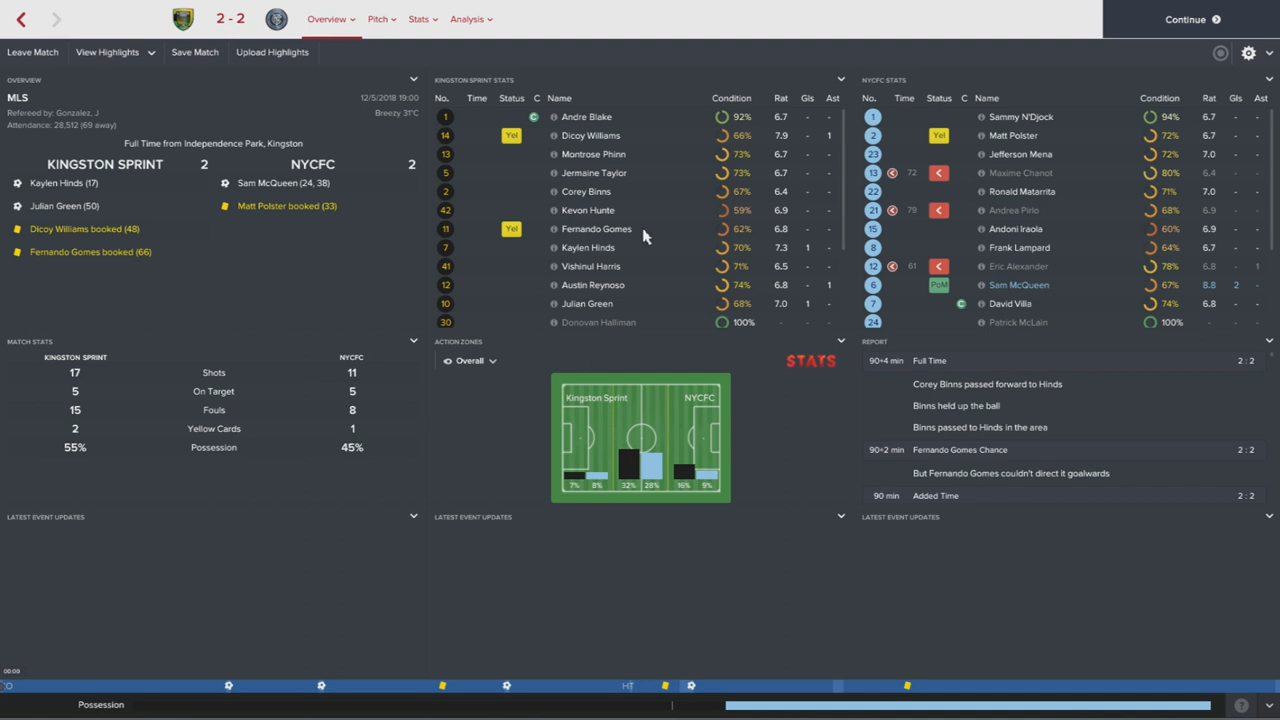 2 - 2
Overview
Pitch
Stats
Analysis
Continue
Leave Match
View Highlights
Save Match
Upload Highlights
OVERVIEW
MLS
12/5/2018 19:00
Refereed by: Gonzalez, J
Breezy 31°C
Attendance: 28,512 (69 away)
Full Time from Independence Park, Kingston
KINGSTON SPRINT 2 NYCFC 2
Kaylen Hinds (17)
Sam McQueen (24, 38)
Julian Green (50)
Matt Polster booked (33)
Dicoy Williams booked (48)
Fernando Gomes booked (66)
KINGSTON SPRINT STATS
No. Time Status C Name Condition Rat Gls Ast
1 C Andre Blake 92% 6.7 - -
14 Yel Dicoy Williams 66% 7.9 - 1
13 Montrose Phinn 73% 6.7 - -
5 Jermaine Taylor 73% 6.7 - -
2 Corey Binns 67% 6.4 - -
42 Kevon Hunte 59% 6.9 - -
11 Yel Fernando Gomes 62% 6.8 - -
7 Kaylen Hinds 70% 7.3 1 -
41 Vishinul Harris 71% 6.5 - -
12 Austin Reynoso 74% 6.8 - 1
10 Julian Green 68% 7.0 1 -
30 Donovan Halliman 100% - - -
NYCFC STATS
No. Time Status C Name Condition Rat Gls Ast
1 Sammy N'Djock 94% 6.7 - -
2 Yel Matt Polster 72% 6.7 - -
23 Jefferson Mena 72% 7.0 - -
13 72 Maxime Chanot 80% 6.4 - -
22 Ronald Matarrita 71% 7.0 - -
21 79 Andrea Pirlo 68% 6.9 - -
15 Andoni Iraola 60% 6.9 - -
8 Frank Lampard 64% 6.7 - -
12 61 Eric Alexander 78% 6.8 - 1
6 PoM Sam McQueen 67% 8.8 2 -
7 C David Villa 74% 6.8 - -
24 Patrick McLain 100% - - -
MATCH STATS
KINGSTON SPRINT NYCFC
17 Shots 11
5 On Target 5
15 Fouls 8
2 Yellow Cards 1
55% Possession 45%
ACTION ZONES
Overall
STATS
Kingston Sprint NYCFC
7% 8% 32% 28% 16% 9%
REPORT
90+4 min Full Time 2 : 2
Corey Binns passed forward to Hinds
Binns held up the ball
Binns passed to Hinds in the area
90+2 min Fernando Gomes Chance 2 : 2
But Fernando Gomes couldn't direct it goalwards
90 min Added Time 2 : 2
LATEST EVENT UPDATES
LATEST EVENT UPDATES
LATEST EVENT UPDATES
00:00
HT
Possession